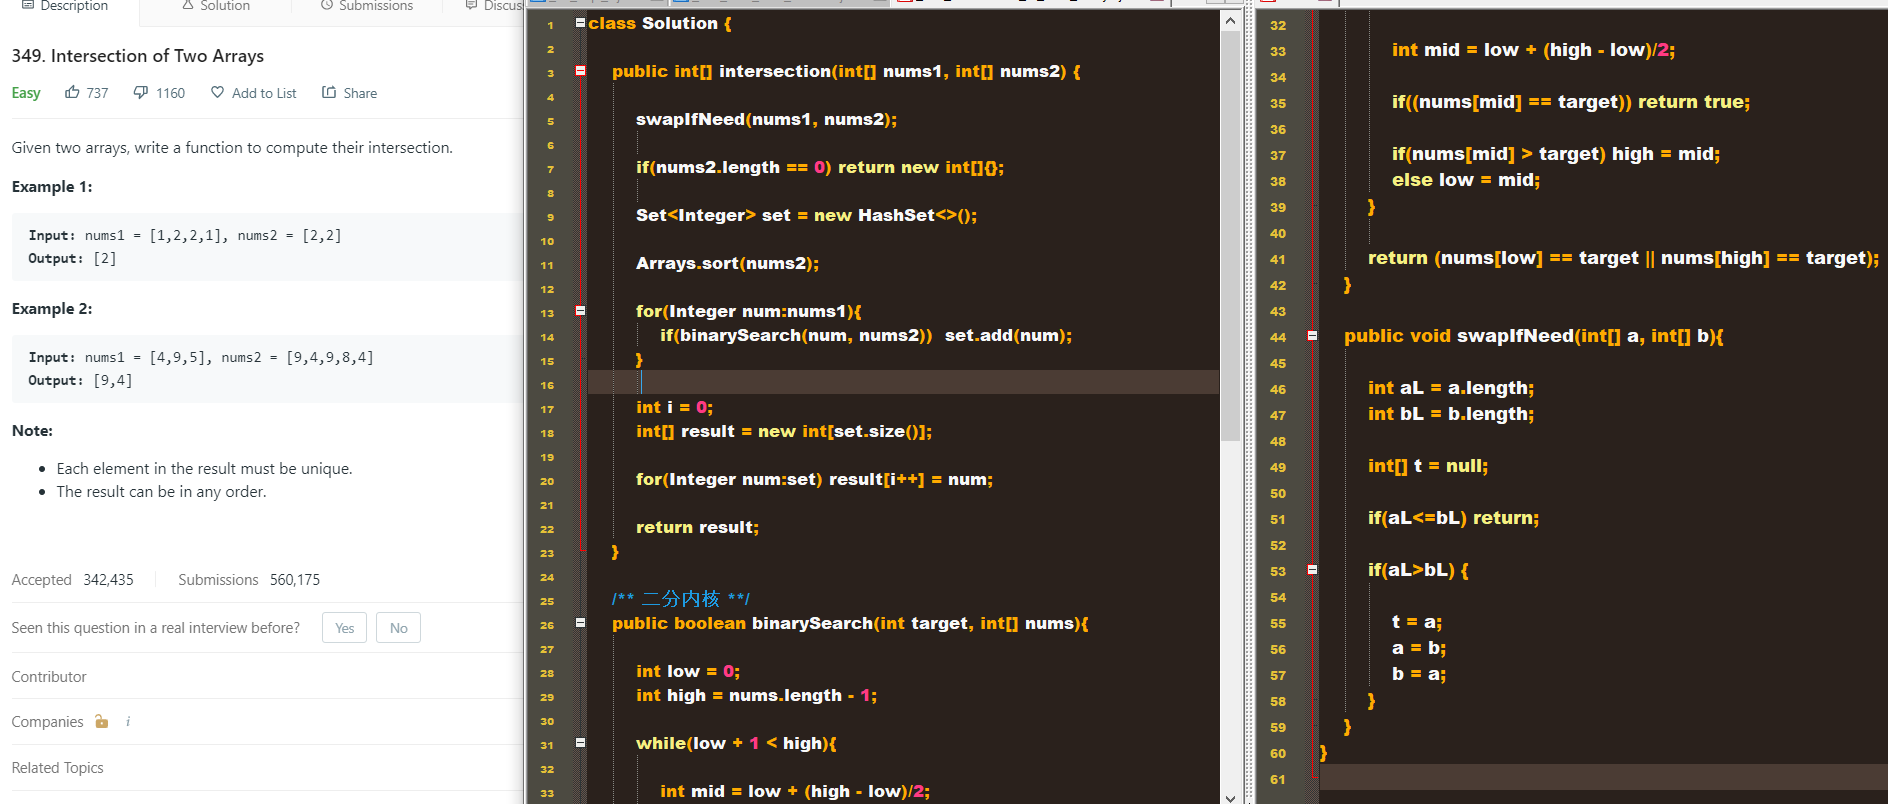 Description
Solution
Submissions
Discus
349. Intersection of Two Arrays
Easy 737 1160 Add to List Share
Given two arrays, write a function to compute their intersection.
Example 1:
Input: nums1 = [1,2,2,1], nums2 = [2,2]
Output: [2]
Example 2:
Input: nums1 = [4,9,5], nums2 = [9,4,9,8,4]
Output: [9,4]
Note:
• Each element in the result must be unique.
• The result can be in any order.
Accepted 342,435 Submissions 560,175
Seen this question in a real interview before? Yes No
Contributor
Companies i
Related Topics
1 class Solution {
2
3 public int[] intersection(int[] nums1, int[] nums2) {
4
5 swapIfNeed(nums1, nums2);
6
7 if(nums2.length == 0) return new int[]{};
8
9 Set<Integer> set = new HashSet<>();
10
11 Arrays.sort(nums2);
12
13 for(Integer num:nums1){
14 if(binarySearch(num, nums2)) set.add(num);
15 }
16
17 int i = 0;
18 int[] result = new int[set.size()];
19
20 for(Integer num:set) result[i++] = num;
21
22 return result;
23 }
24
25 /** 二分内核 **/
26 public boolean binarySearch(int target, int[] nums){
27
28 int low = 0;
29 int high = nums.length - 1;
30
31 while(low + 1 < high){
32
33 int mid = low + (high - low)/2;
32
33 int mid = low + (high - low)/2;
34
35 if((nums[mid] == target)) return true;
36
37 if(nums[mid] > target) high = mid;
38 else low = mid;
39 }
40
41 return (nums[low] == target || nums[high] == target);
42 }
43
44 public void swapIfNeed(int[] a, int[] b){
45
46 int aL = a.length;
47 int bL = b.length;
48
49 int[] t = null;
50
51 if(aL<=bL) return;
52
53 if(aL>bL) {
54
55 t = a;
56 a = b;
57 b = a;
58 }
59 }
60 }
61